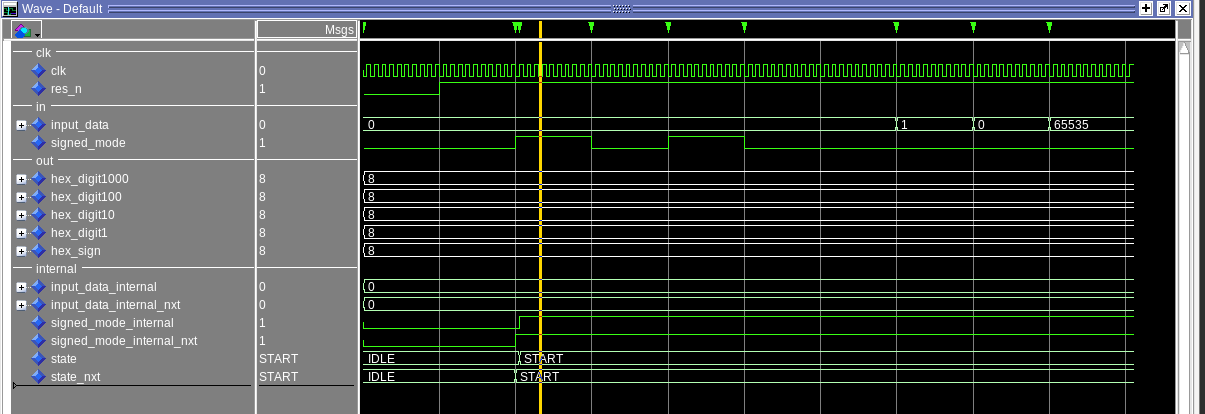 Wave - Default
Msgs
clk
clk 0
res_n 1
in
input_data 0 0 1 0 65535
signed_mode 1
out
hex_digit1000 8 8
hex_digit100 8 8
hex_digit10 8 8
hex_digit1 8 8
hex_sign 8 8
internal
input_data_internal 0 0
input_data_internal_nxt 0 0
signed_mode_internal 1
signed_mode_internal_nxt 1
state START IDLE START
state_nxt START IDLE START